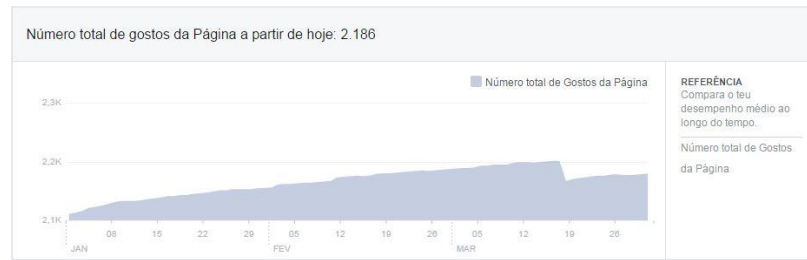 Número total de gostos da Página a partir de hoje: 2.186
Número total de Gostos da Página
2,3K
2,2K
2,1K
08 15 22 29 05 12 19 26 05 12 19 26
JAN FEV MAR
REFERÊNCIA
Compara o teu
desempenho médio ao
longo do tempo.
Número total de Gostos
da Página